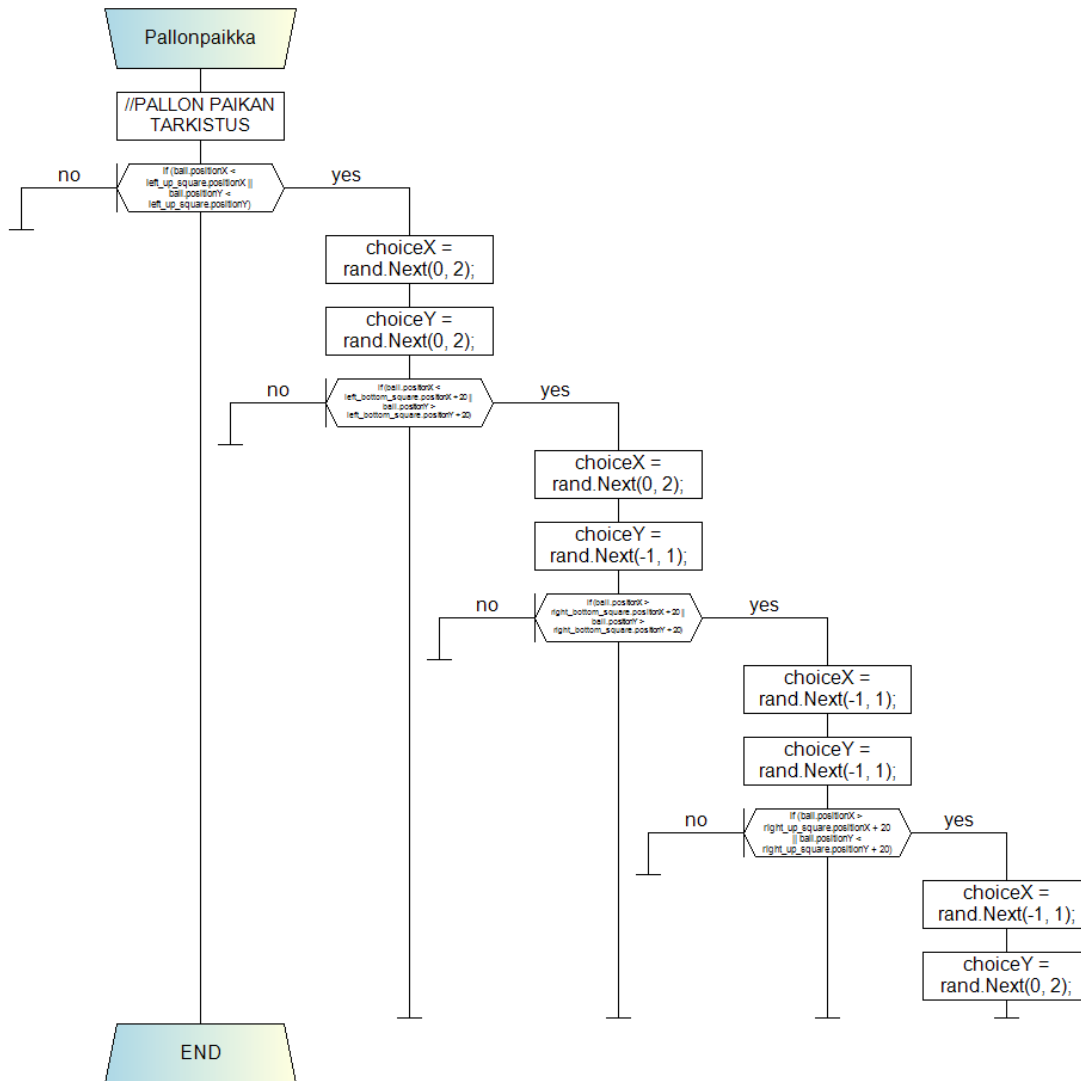 Pallonpaikka
//PALLON PAIKAN
TARKISTUS
no
if (ball.positionX <
left_up_square.positionX ||
ball.positionY <
left_up_square.positionY)
yes
choiceX =
rand.Next(0, 2);
choiceY =
rand.Next(0, 2);
no
if (ball.positionX <
left_bottom_square.positionX + 20 ||
ball.positionY >
left_bottom_square.positionY + 20)
yes
choiceX =
rand.Next(0, 2);
choiceY =
rand.Next(-1, 1);
no
if (ball.positionX >
right_bottom_square.positionX + 20 ||
ball.positionY >
right_bottom_square.positionY + 20)
yes
choiceX =
rand.Next(-1, 1);
choiceY =
rand.Next(-1, 1);
no
if (ball.positionX >
right_up_square.positionX + 20
|| ball.positionY <
right_up_square.positionY + 20)
yes
choiceX =
rand.Next(-1, 1);
choiceY =
rand.Next(0, 2);
END